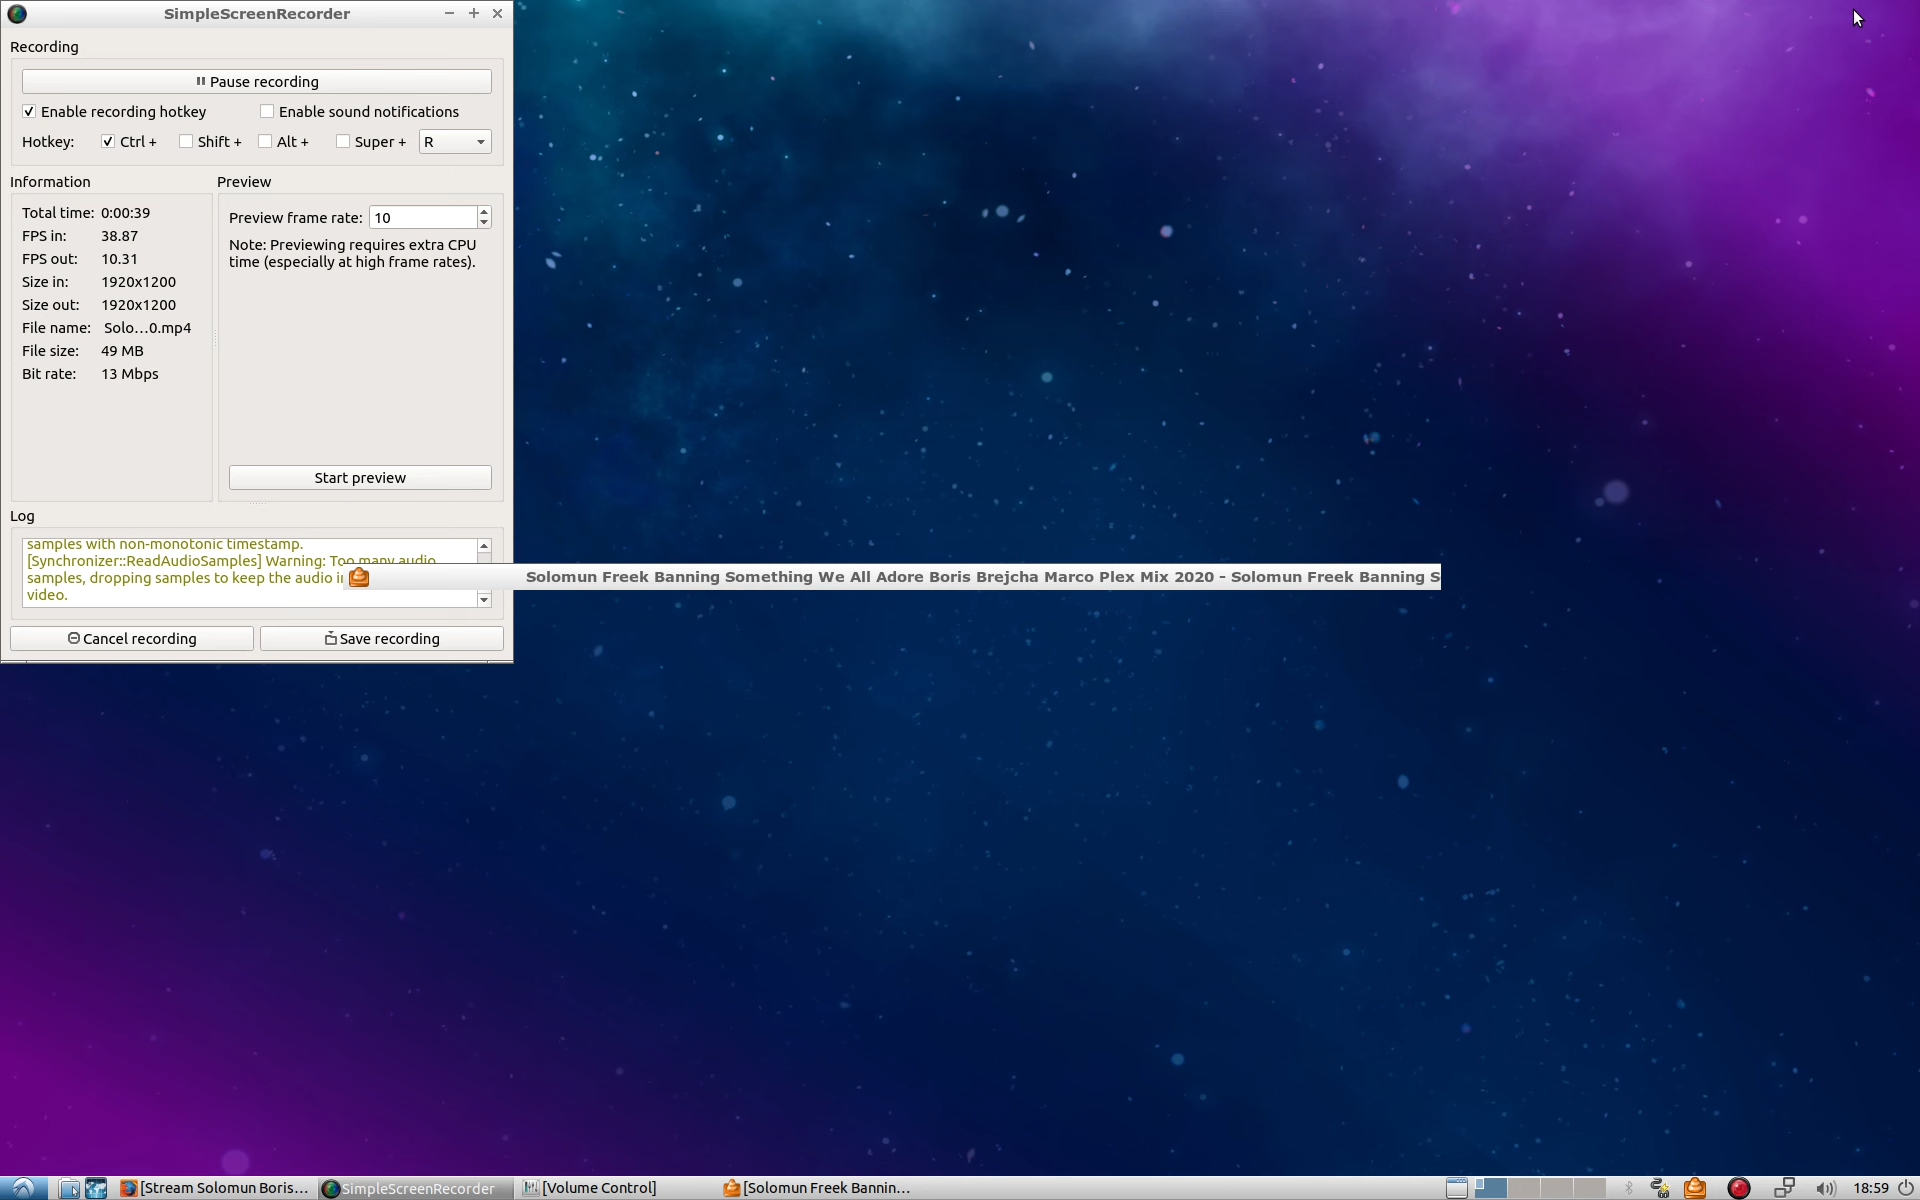 SimpleScreenRecorder
Recording
Pause recording
Enable recording hotkey Enable sound notifications
Hotkey: Ctrl + Shift + Alt + Super + R
Information Preview
Total time: 0:00:39
FPS in: 38.87
FPS out: 10.31
Size in: 1920x1200
Size out: 1920x1200
File name: Solo...0.mp4
File size: 49 MB
Bit rate: 13 Mbps
Preview frame rate: 10
Note: Previewing requires extra CPU
time (especially at high frame rates).
Start preview
Log
samples with non-monotonic timestamp.
[Synchronizer::ReadAudioSamples] Warning: Too many audio
samples, dropping samples to keep the audio
video.
Solomun Freek Banning Something We All Adore Boris Brejcha Marco Plex Mix 2020 - Solomun Freek Banning S
Cancel recording Save recording
[Stream Solomun Boris... SimpleScreenRecorder [Volume Control] [Solomun Freek Bannin... 18:59